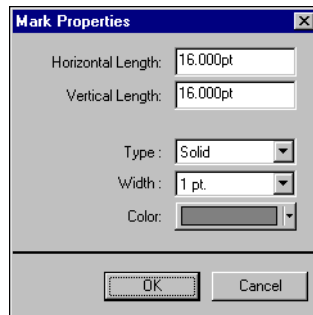 Mark Properties
Horizontal Length: 16.000pt
Vertical Length: 16.000pt
Type : Solid
Width : 1 pt.
Color:
OK Cancel